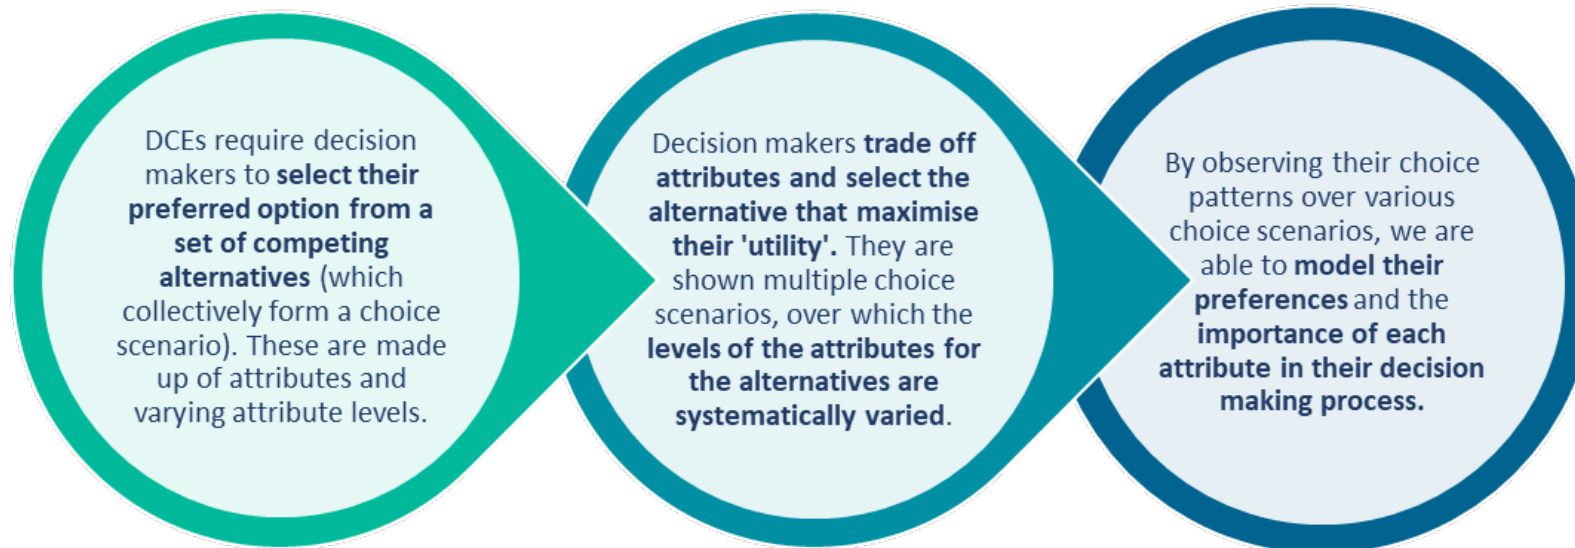 DCEs require decision
makers to select their
preferred option from a
set of competing
alternatives (which
collectively form a choice
scenario). These are made
up of attributes and
varying attribute levels.
Decision makers trade off
attributes and select the
alternative that maximise
their 'utility'. They are
shown multiple choice
scenarios, over which the
levels of the attributes for
the alternatives are
systematically varied.
By observing their choice
patterns over various
choice scenarios, we are
able to model their
preferences and the
importance of each
attribute in their decision
making process.